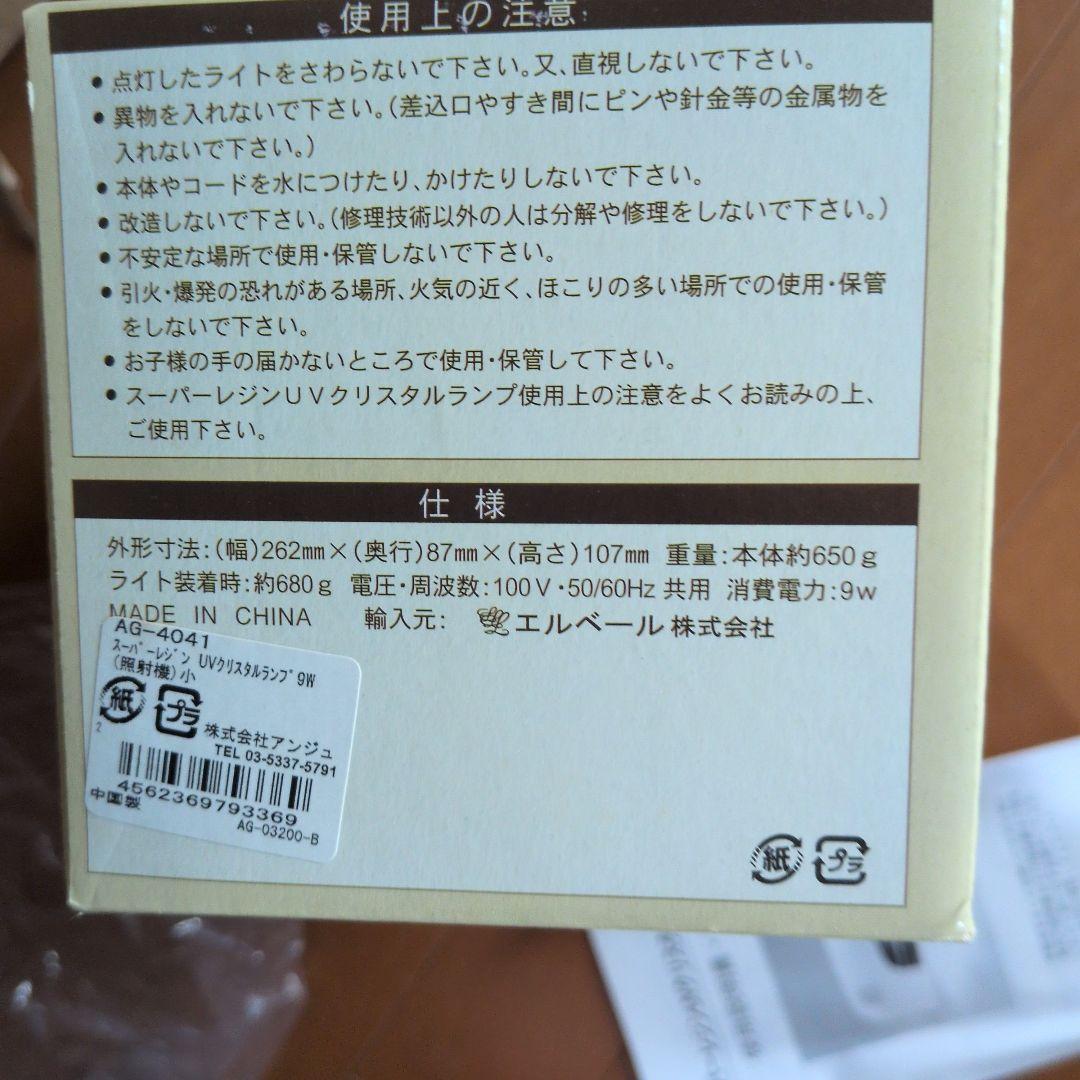 使用上の注意
• 点灯したライトをさわらないで下さい。又、直視しないで下さい。
• 異物を入れないで下さい。（差込口やすき間にピンや針金等の金属物を
入れないで下さい。）
• 本体やコードを水につけたり、かけたりしないで下さい。
• 改造しないで下さい。（修理技術以外の人は分解や修理をしないで下さい。）
• 不安定な場所で使用・保管しないで下さい。
• 引火・爆発の恐れがある場所、火気の近く、ほこりの多い場所での使用・保管
をしないで下さい。
• お子様の手の届かないところで使用・保管して下さい。
• スーパーレジンUVクリスタルランプ使用上の注意をよくお読みの上、
ご使用下さい。
仕様
外形寸法:（幅）262mm×（奥行）87mm×（高さ）107mm 重量:本体約650g
ライト装着時:約680g 電圧・周波数:100V・50/60Hz 共用 消費電力:9w
MADE IN CHINA 輸入元: エルベール株式会社
AG-4041
ｽｰﾊﾟｰﾚｼﾞﾝ UVｸﾘｽﾀﾙﾗﾝﾌﾟ9W
(照射機)小
紙 プラ
2
株式会社アンジュ
TEL 03-5337-5791
4562369793369
中国製
AG-03200-B
紙 プラ